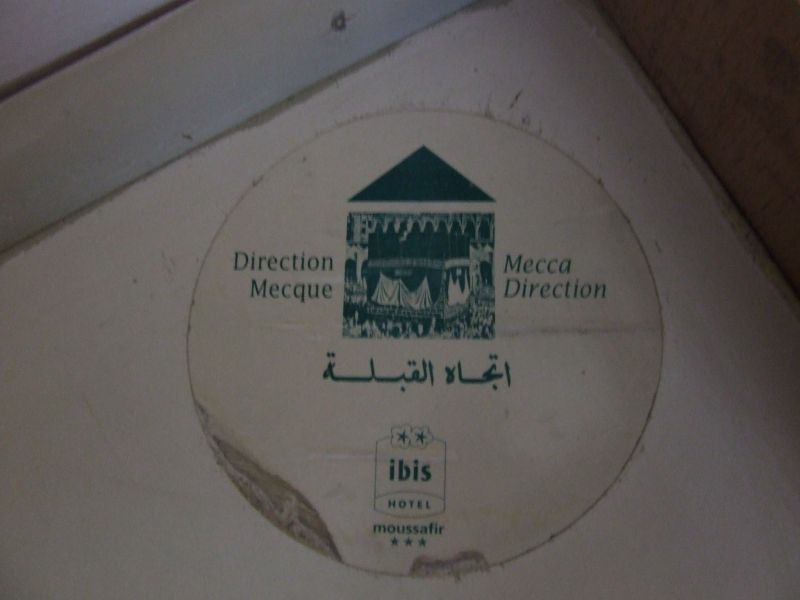 Direction
Mecque
Mecca
Direction
اتجاه القبلة
ibis
HOTEL
moussafir
★★★